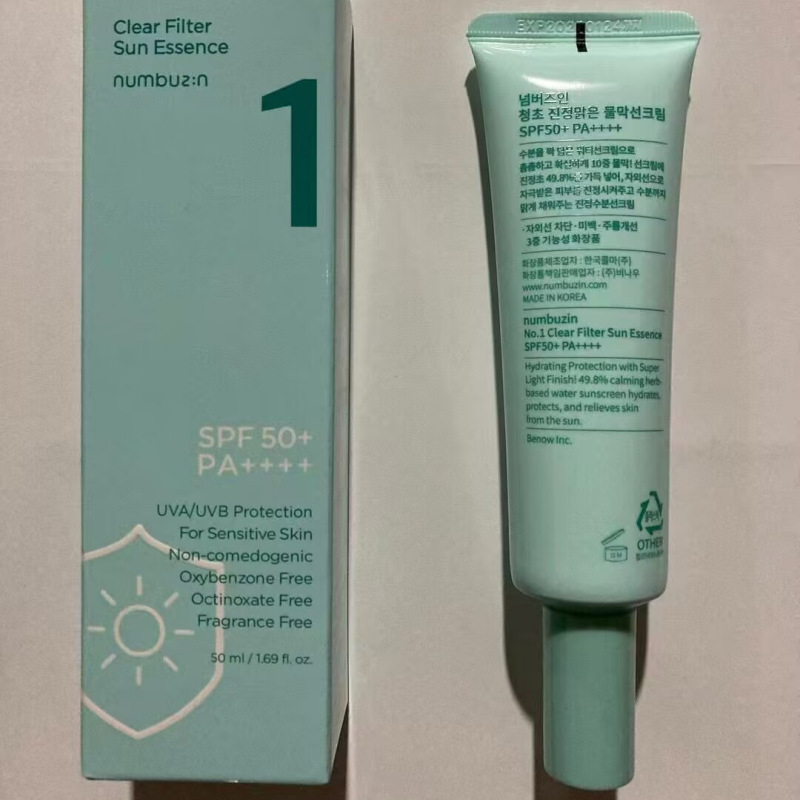 Clear Filter
Sun Essence
numbuz:n
1
SPF 50+
PA++++
UVA/UVB Protection
For Sensitive Skin
Non-comedogenic
Oxybenzone Free
Octinoxate Free
Fragrance Free
50 ml / 1.69 fl. oz.
넘버즈인
청초 진정맑은 물막선크림
SPF50+ PA++++
수분을 꽉 담은 워터선크림으로
촘촘하고 확실하게 10중 물막! 선크림에
진정초 49.8%를 가득 넣어, 자외선으로
자극받은 피부를 진정시켜주고 수분까지
맑게 채워주는 진정수분선크림
·자외선 차단·미백·주름개선
3중 기능성 화장품
화장품제조업자 : 한국콜마(주)
화장품책임판매업자 : (주)비나우
www.numbuzin.com
MADE IN KOREA
numbuzin
No.1 Clear Filter Sun Essence
SPF50+ PA++++
Hydrating Protection with Super
Light Finish! 49.8% calming herb-
based water sunscreen hydrates,
protects, and relieves skin
from the sun.
Benow Inc.
12M
OTHER